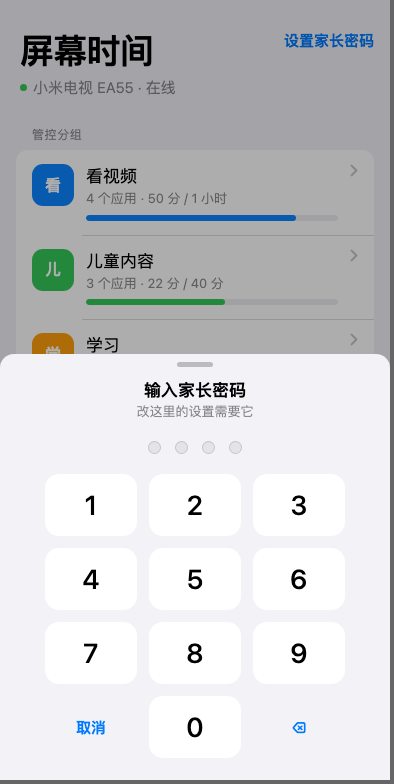 屏幕时间
设置家长密码
小米电视 EA55 · 在线
管控分组
看
看视频
4 个应用 · 50 分 / 1 小时
儿
儿童内容
3 个应用 · 22 分 / 40 分
学
学习
输入家长密码
改这里的设置需要它
1 2 3
4 5 6
7 8 9
取消 0